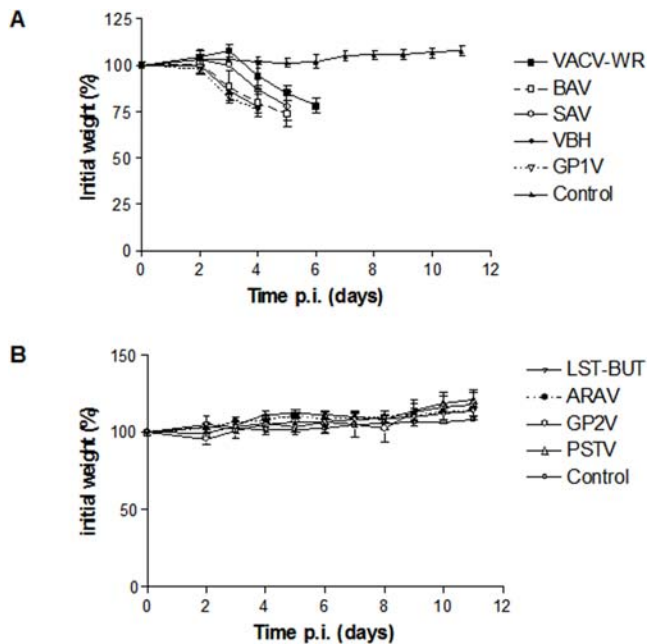 A
125
100
75
50
25
0
Initial weight (%)
0 2 4 6 8 10 12
Time p.i. (days)
VACV-WR
BAV
SAV
VBH
GP1V
Control
B
150
100
50
0
initial weight (%)
0 2 4 6 8 10 12
Time p.i. (days)
LST-BUT
ARAV
GP2V
PSTV
Control